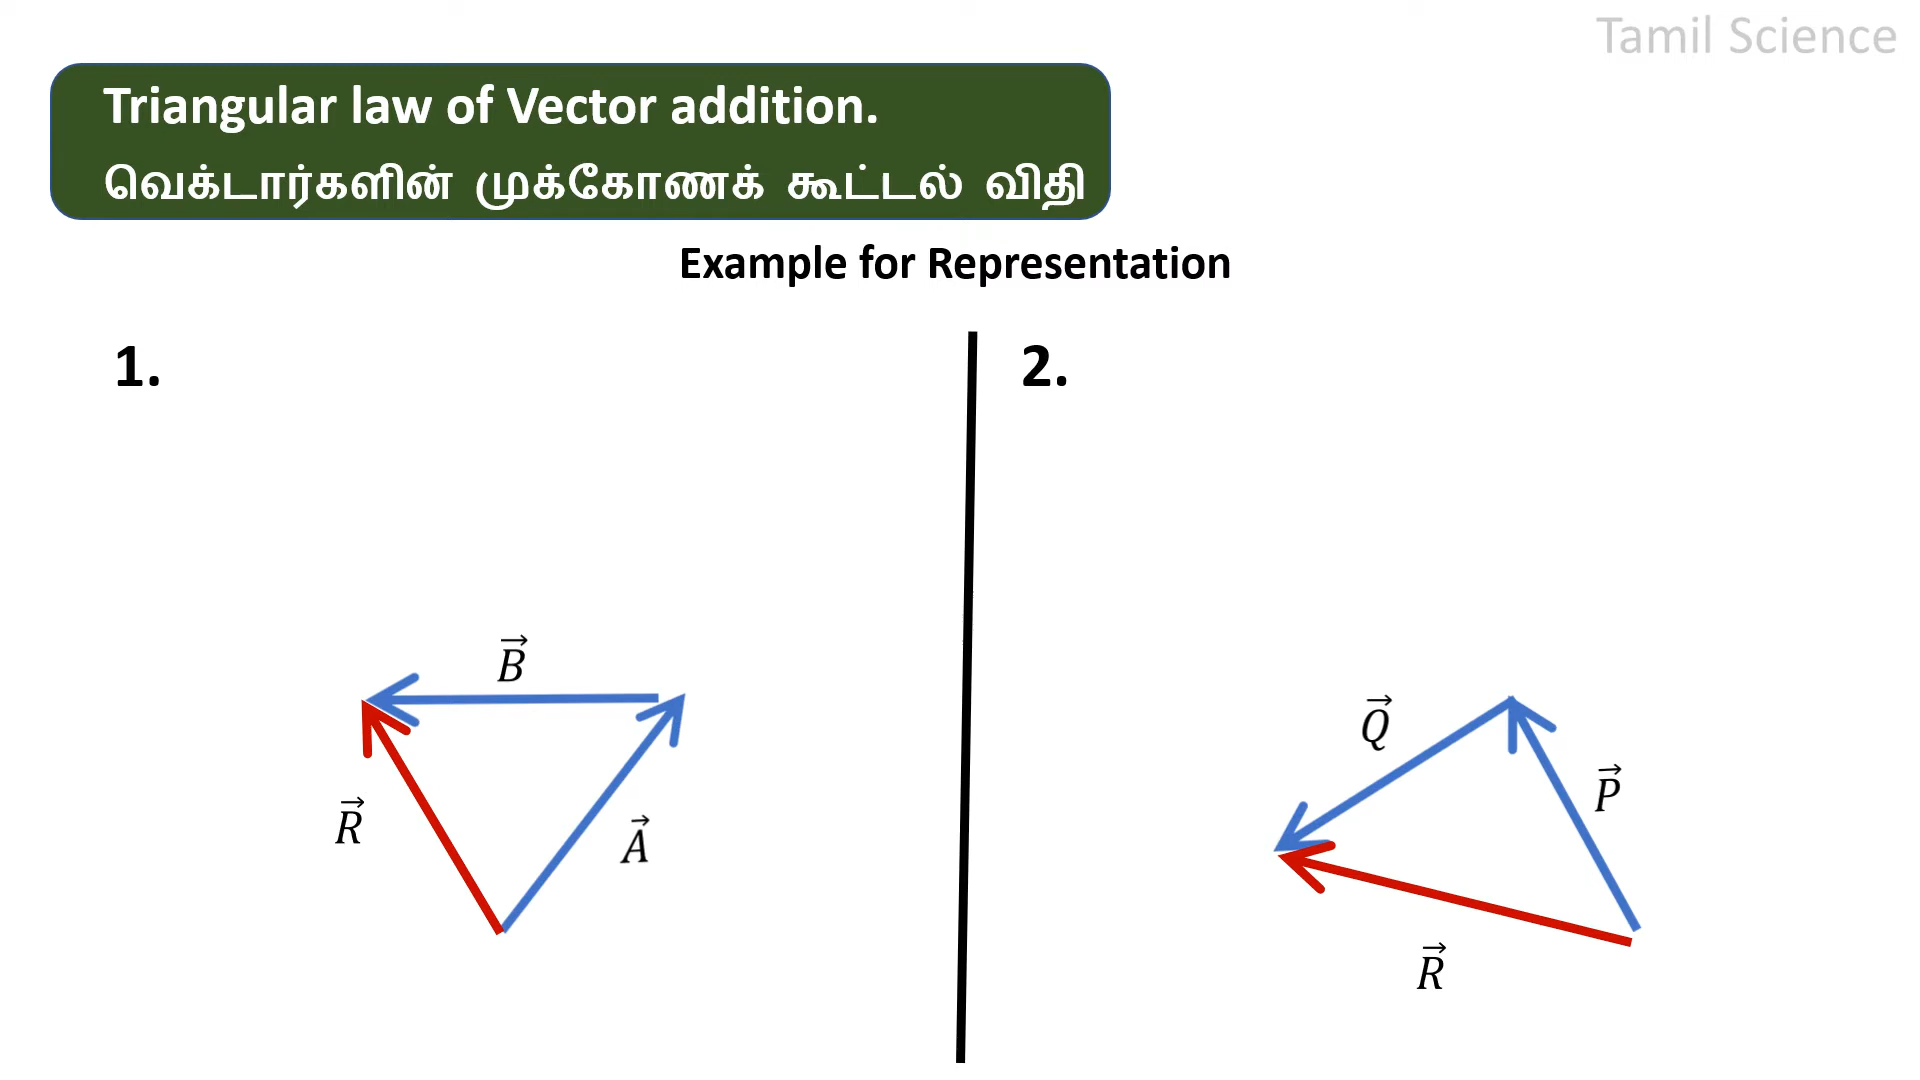 Tamil Science
Triangular law of Vector addition.
வெக்டார்களின் முக்கோணக் கூட்டல் விதி
Example for Representation
1.
2.
B⃗
Q⃗
P⃗
R⃗
A⃗
R⃗